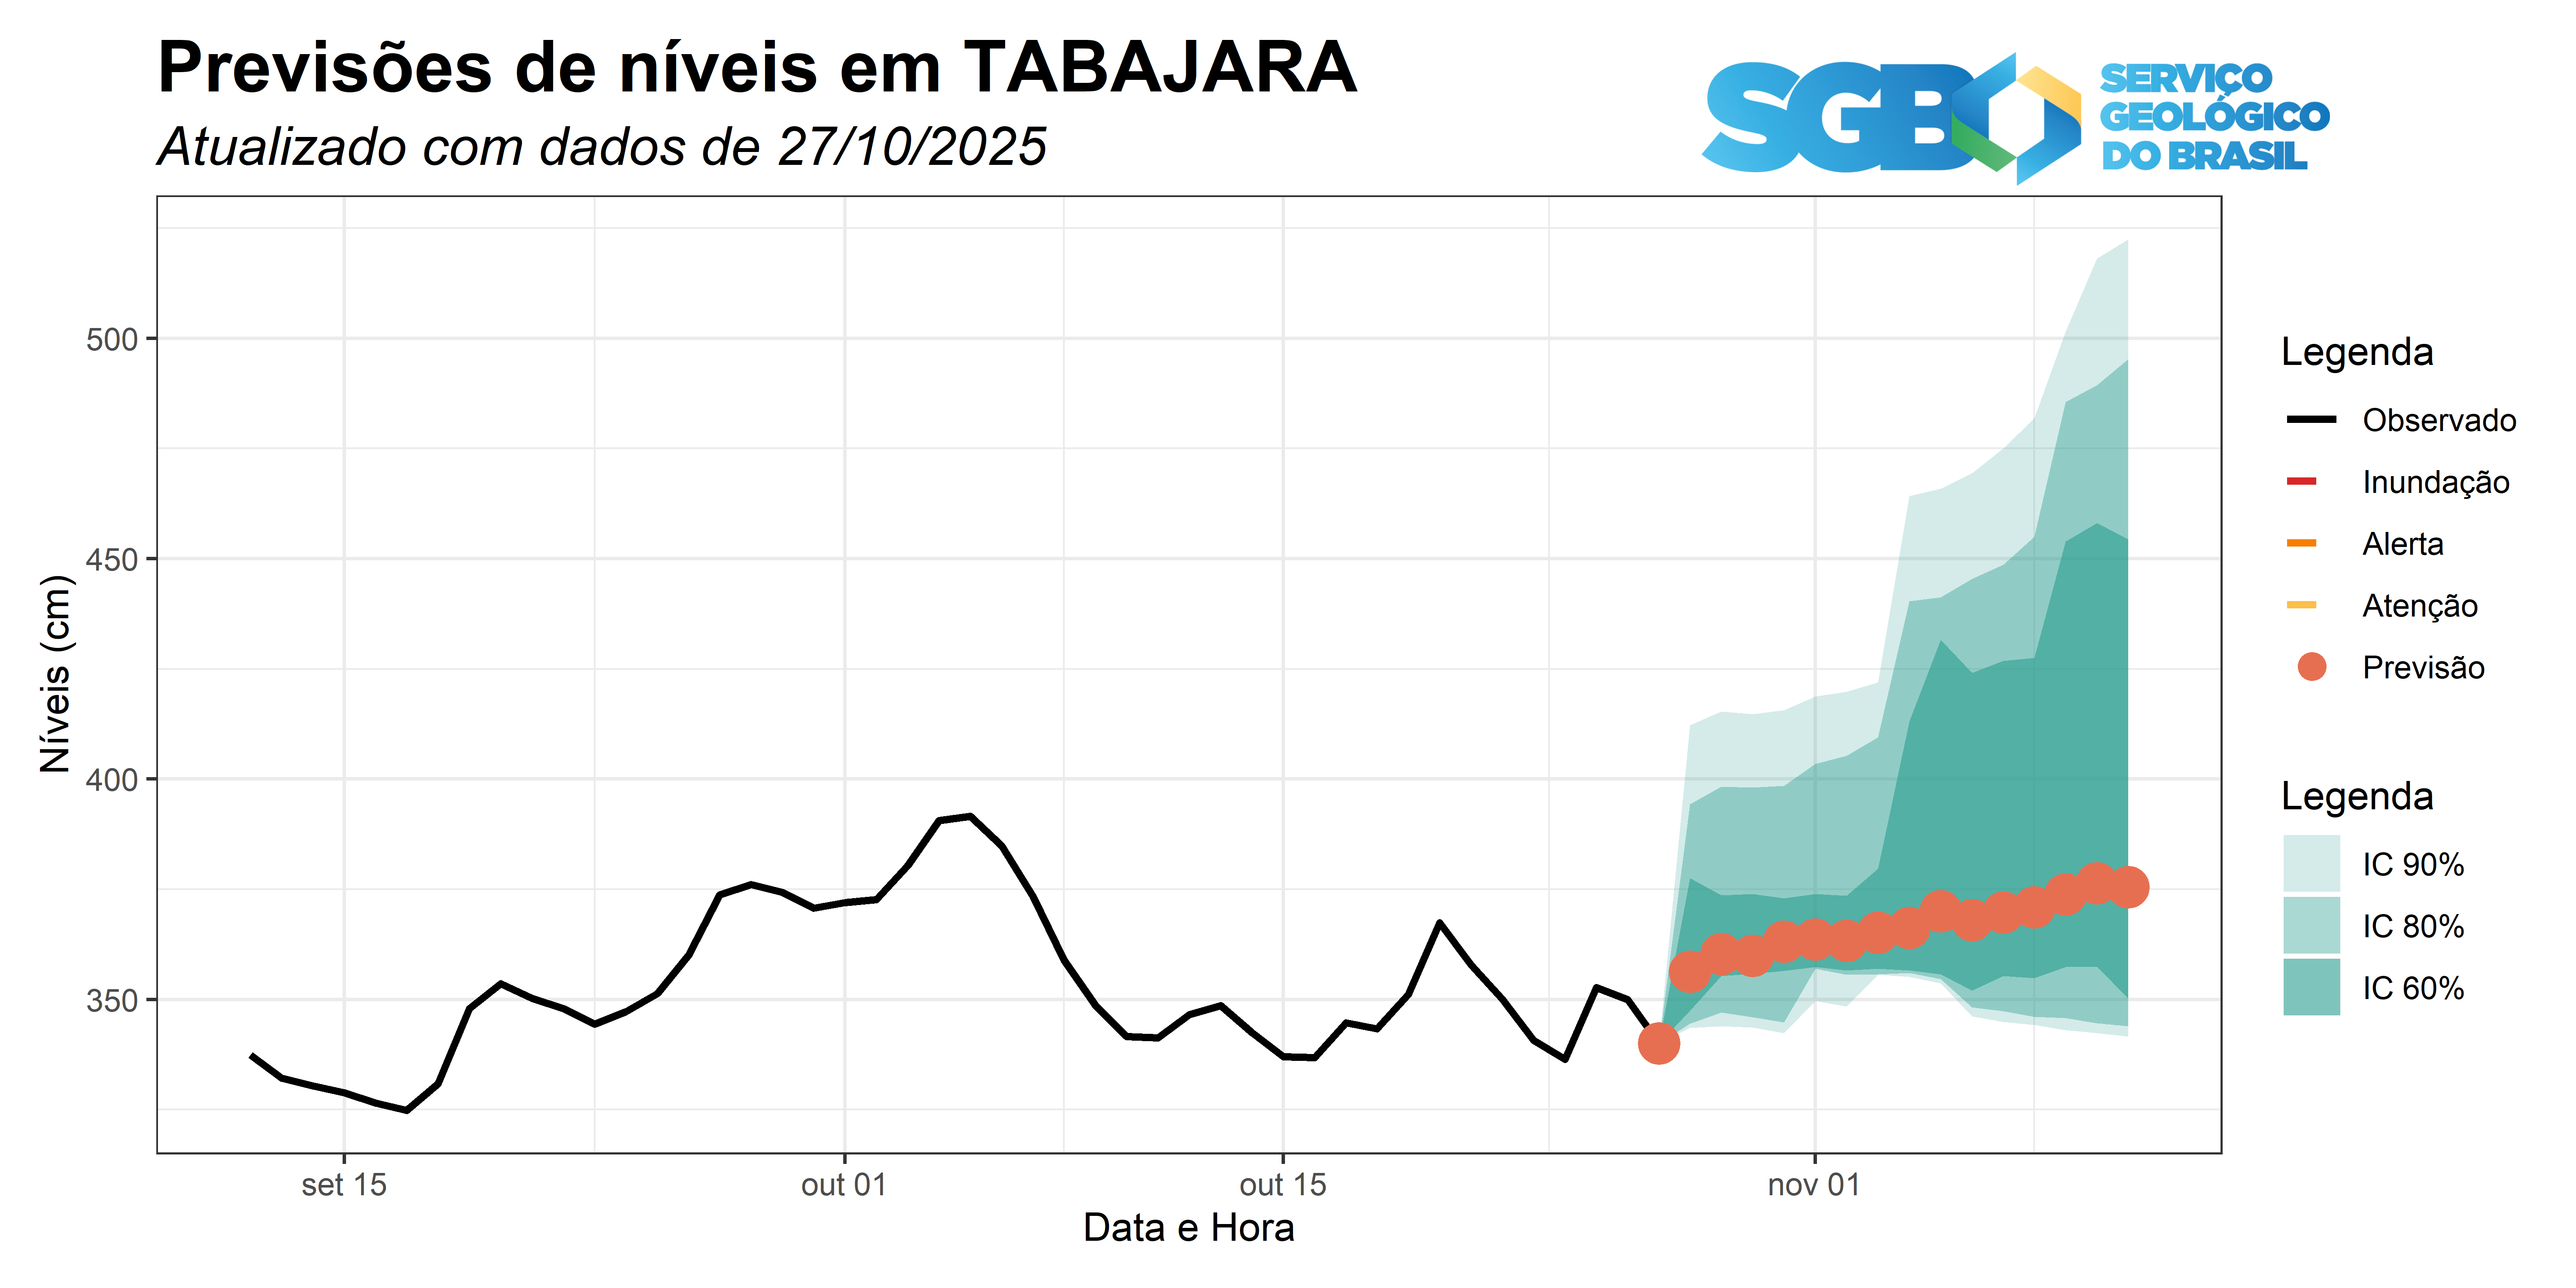 Previsões de níveis em TABAJARA
Atualizado com dados de 27/10/2025
SGB
SERVIÇO
GEOLÓGICO
DO BRASIL
Níveis (cm)
500
450
400
350
set 15
out 01
out 15
nov 01
Data e Hora
Legenda
Observado
Inundação
Alerta
Atenção
Previsão
Legenda
IC 90%
IC 80%
IC 60%